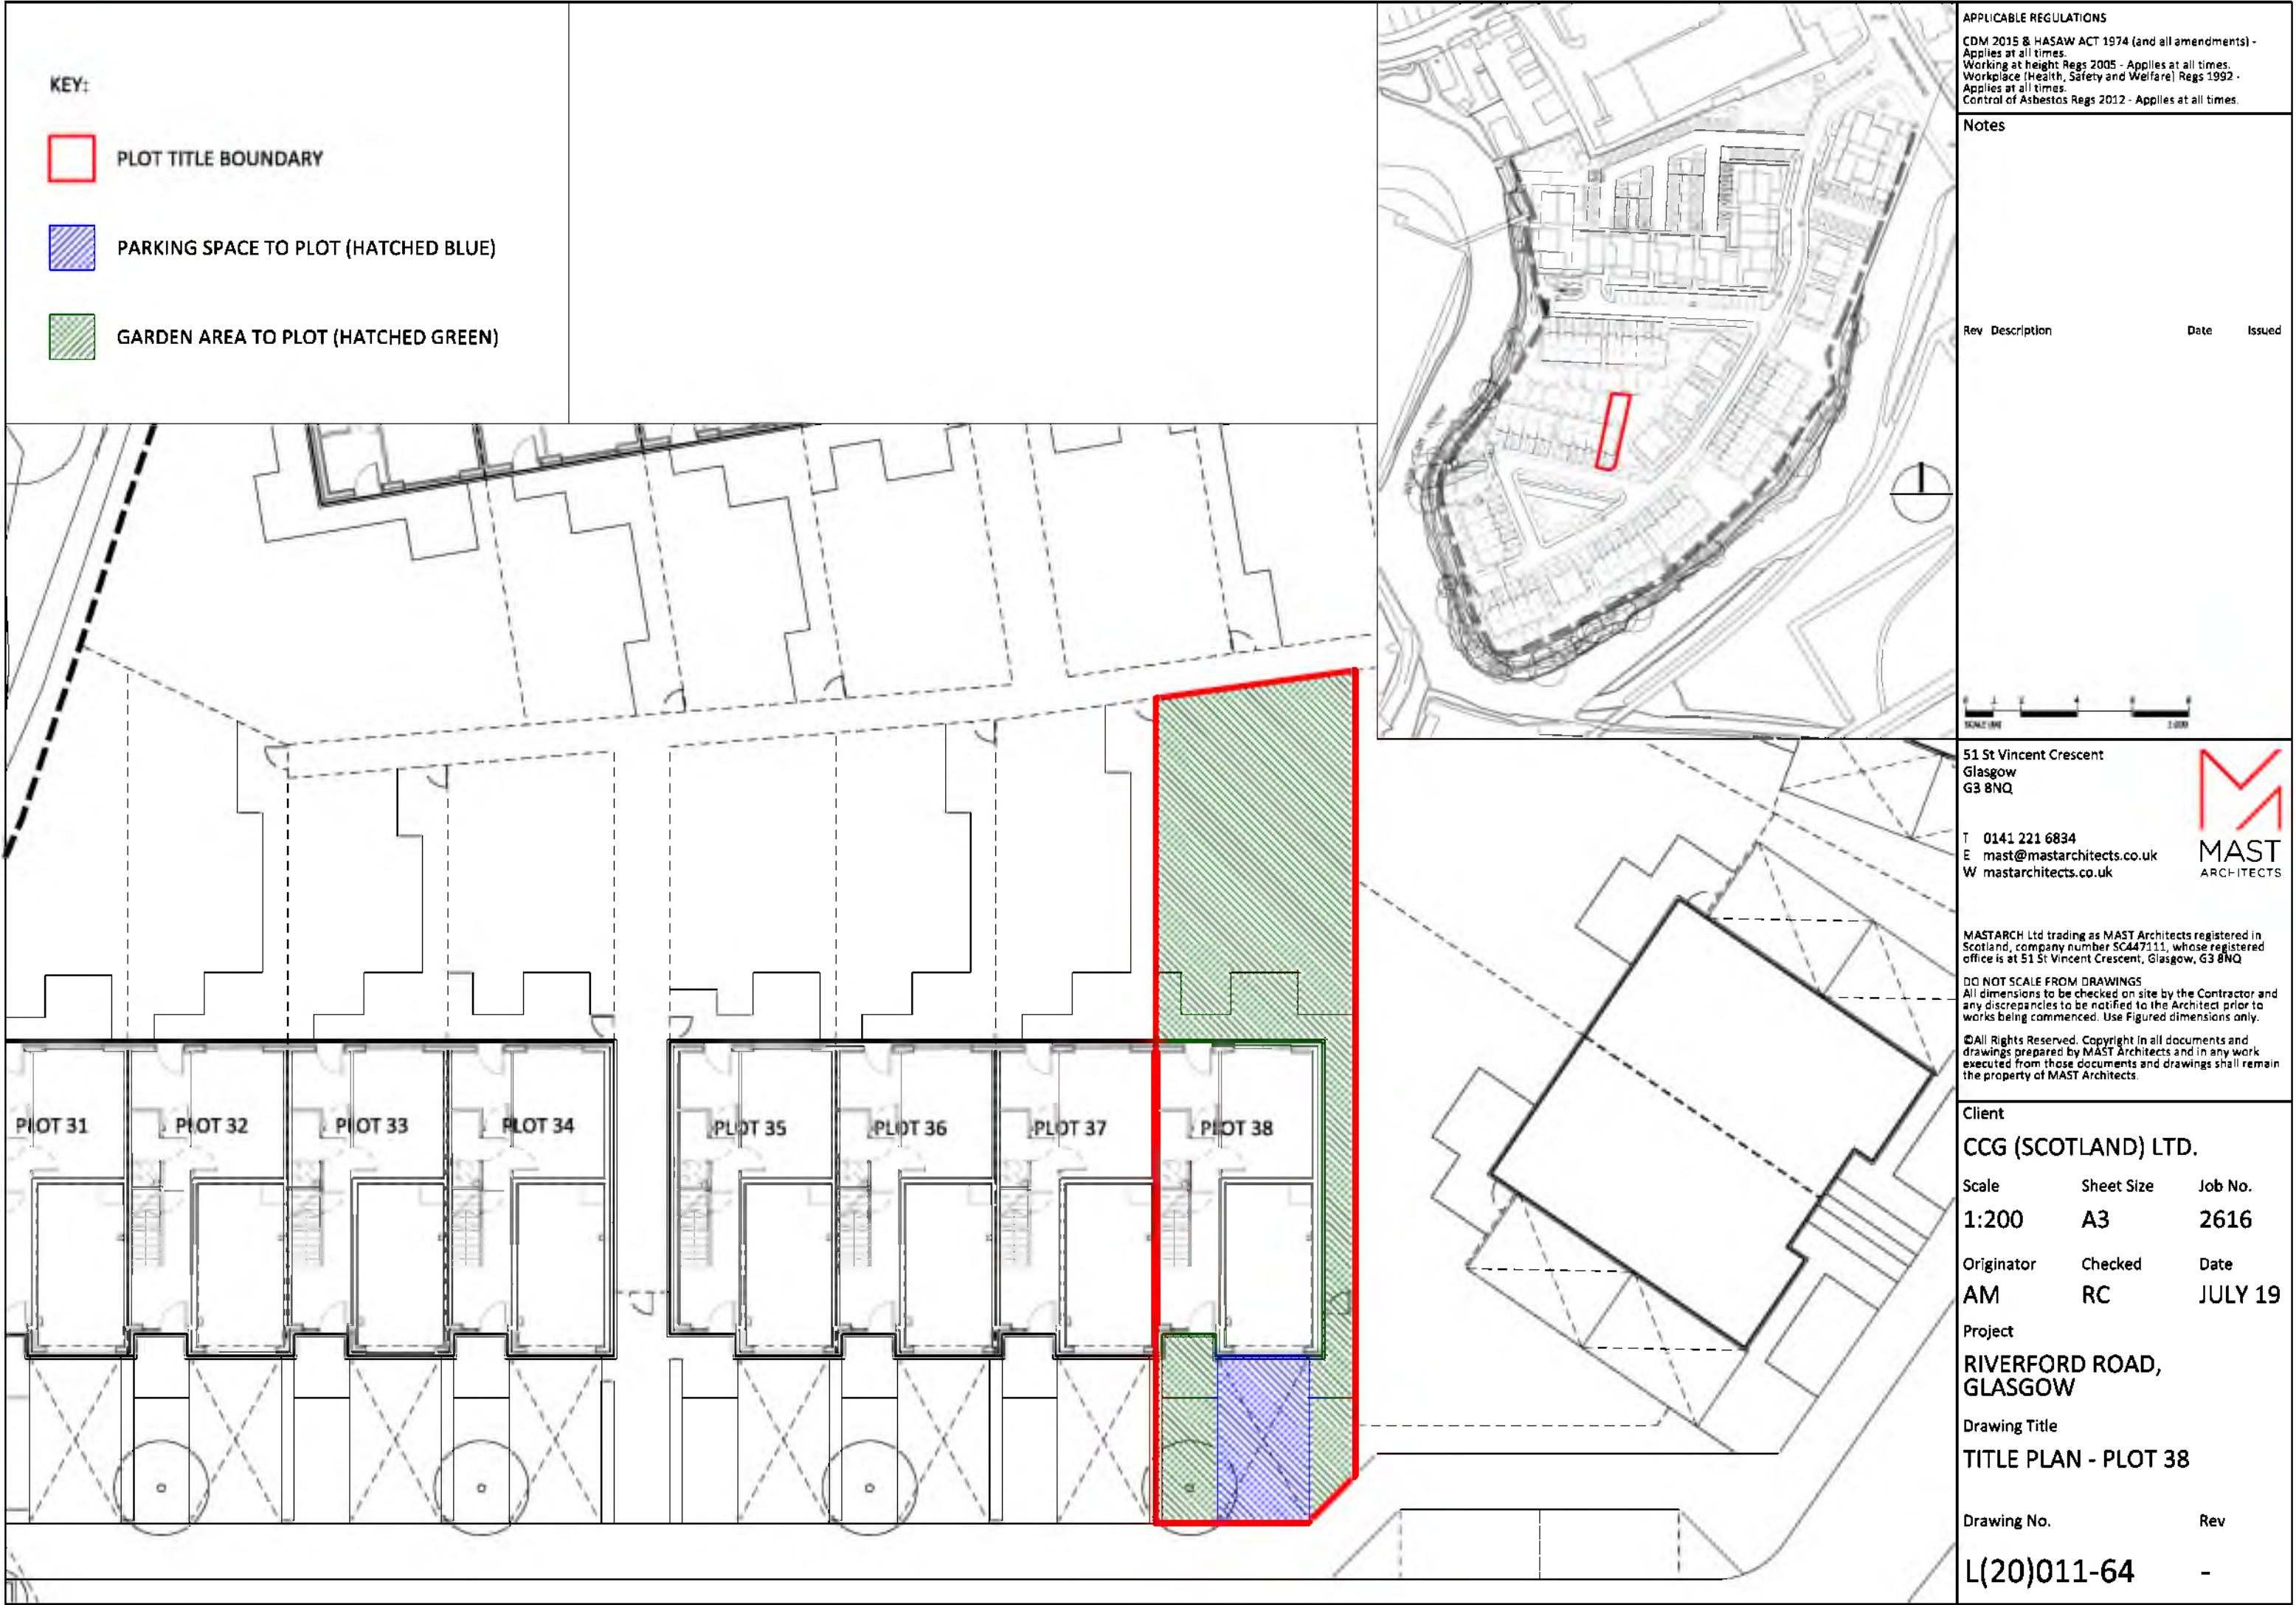 KEY:
PLOT TITLE BOUNDARY
PARKING SPACE TO PLOT (HATCHED BLUE)
GARDEN AREA TO PLOT (HATCHED GREEN)
PLOT 31
PLOT 32
PLOT 33
PLOT 34
PLOT 35
PLOT 36
PLOT 37
PLOT 38
APPLICABLE REGULATIONS
CDM 2015 & HASAW ACT 1974 (and all amendments) -
Applies at all times.
Working at height Regs 2005 - Applies at all times.
Workplace (Health, Safety and Welfare) Regs 1992 -
Applies at all times.
Control of Asbestos Regs 2012 - Applies at all times.
Notes
Rev Description Date Issued
51 St Vincent Crescent
Glasgow
G3 8NQ
T 0141 221 6834
E mast@mastarchitects.co.uk
W mastarchitects.co.uk
MAST
ARCHITECTS
MASTARCH Ltd trading as MAST Architects registered in
Scotland, company number SC447111, whose registered
office is at 51 St Vincent Crescent, Glasgow, G3 8NQ
DO NOT SCALE FROM DRAWINGS
All dimensions to be checked on site by the Contractor and
any discrepancies to be notified to the Architect prior to
works being commenced. Use Figured dimensions only.
©All Rights Reserved. Copyright in all documents and
drawings prepared by MAST Architects and in any work
executed from those documents and drawings shall remain
the property of MAST Architects.
Client
CCG (SCOTLAND) LTD.
Scale Sheet Size Job No.
1:200 A3 2616
Originator Checked Date
AM RC JULY 19
Project
RIVERFORD ROAD,
GLASGOW
Drawing Title
TITLE PLAN - PLOT 38
Drawing No. Rev
L(20)011-64 -